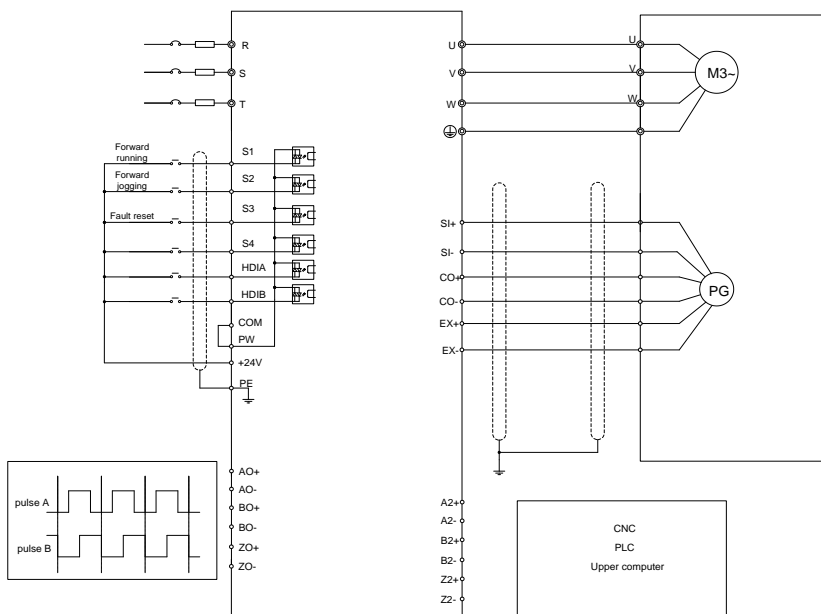 R
S
T
U
V
W
U
V
W
M3~
Forward
running
Forward
jogging
Fault reset
S1
S2
S3
S4
HDIA
HDIB
COM
PW
+24V
PE
SI+
SI-
CO+
CO-
EX+
EX-
PG
pulse A
pulse B
AO+
AO-
BO+
BO-
ZO+
ZO-
A2+
A2-
B2+
B2-
Z2+
Z2-
CNC
PLC
Upper computer